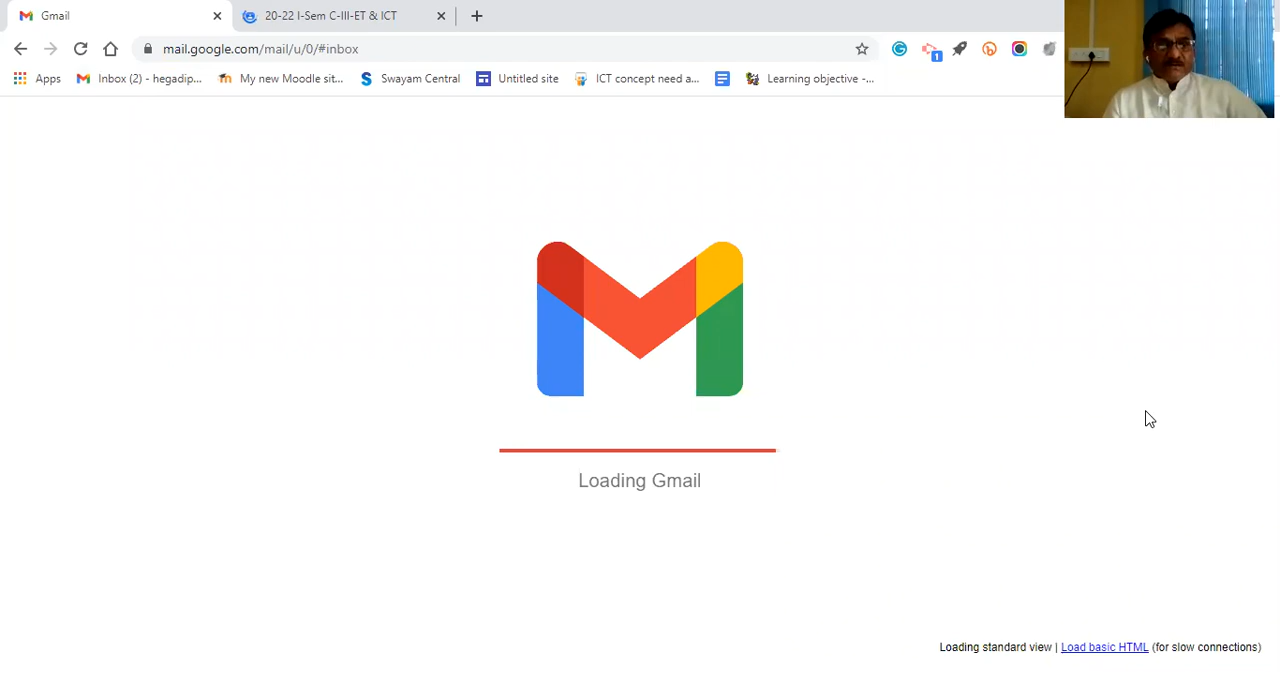 Gmail
20-22 I-Sem C-III-ET & ICT
mail.google.com/mail/u/0/#inbox
1
Apps
Inbox (2) - hegadip...
My new Moodle sit...
Swayam Central
Untitled site
ICT concept need a...
Learning objective -...
Loading Gmail
Loading standard view | Load basic HTML (for slow connections)